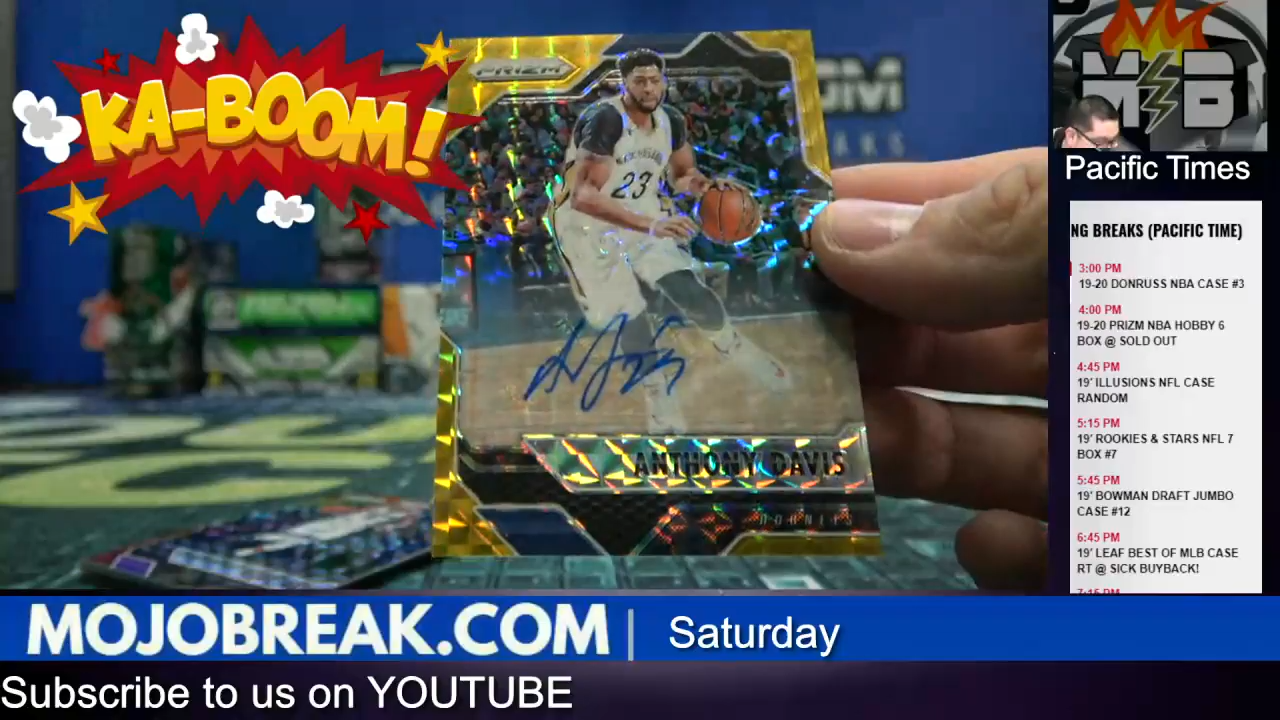 KA-BOOM!
PRIZM
23
ANTHONY DAVIS
MB
Pacific Times
NG BREAKS (PACIFIC TIME)
3:00 PM
19-20 DONRUSS NBA CASE #3
4:00 PM
19-20 PRIZM NBA HOBBY 6
BOX @ SOLD OUT
4:45 PM
19' ILLUSIONS NFL CASE
RANDOM
5:15 PM
19' ROOKIES & STARS NFL 7
BOX #7
5:45 PM
19' BOWMAN DRAFT JUMBO
CASE #12
6:45 PM
19' LEAF BEST OF MLB CASE
RT @ SICK BUYBACK!
MOJOBREAK.COM | Saturday
Subscribe to us on YOUTUBE